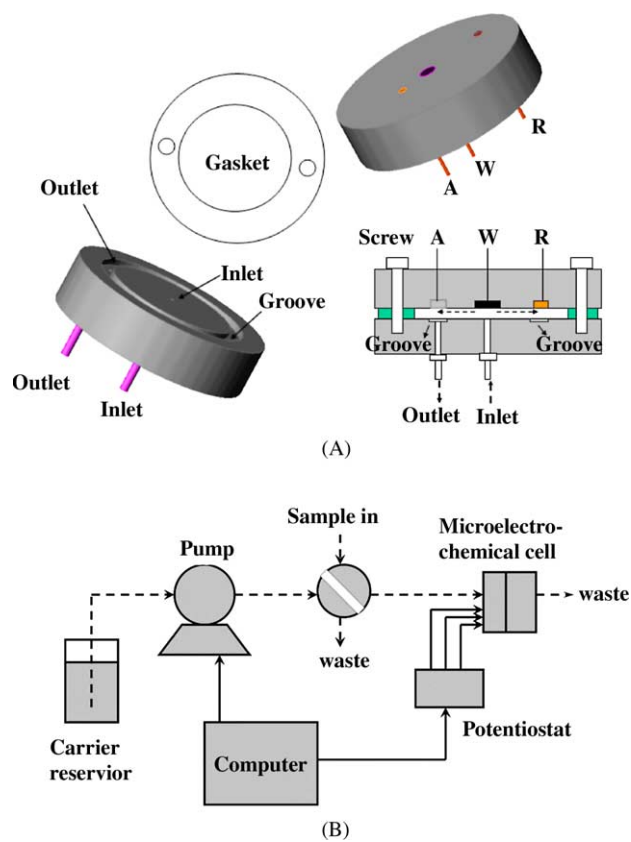 Gasket
R
W
A
Outlet
Inlet
Groove
Outlet
Inlet
Screw A W R
Groove Groove
Outlet Inlet
(A)
Sample in
Microelectro-
chemical cell
Pump
waste
waste
Carrier
reservior
Computer
Potentiostat
(B)